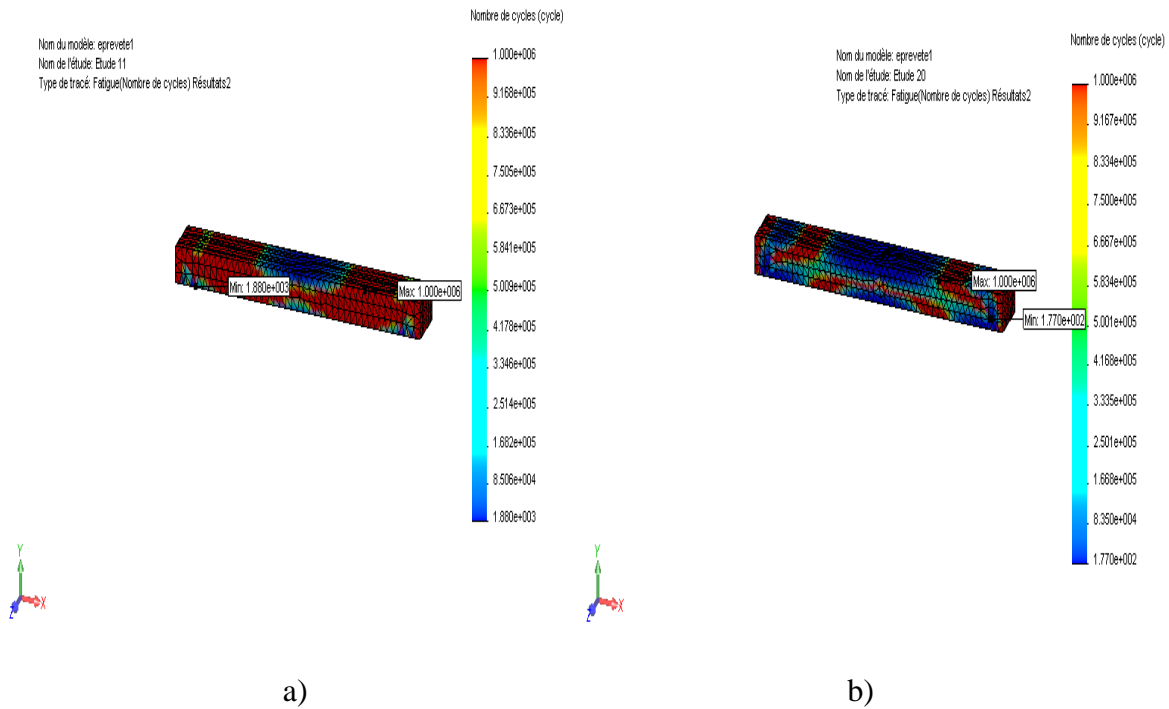 Nombre de cycles (cycle)
Nom du modèle: eprevete1
Nom de l'étude: Etude 11
Type de tracé: Fatigue(Nombre de cycles) Résultats2
1.000e+006
9.168e+005
8.336e+005
7.505e+005
6.673e+005
5.841e+005
5.009e+005
4.178e+005
3.346e+005
2.514e+005
1.682e+005
8.506e+004
1.880e+003
Min: 1.880e+003
Max: 1.000e+006
Y
X
Z
a)
Nombre de cycles (cycle)
Nom du modèle: eprevete1
Nom de l'étude: Etude 20
Type de tracé: Fatigue(Nombre de cycles) Résultats2
1.000e+006
9.167e+005
8.334e+005
7.500e+005
6.667e+005
5.834e+005
5.001e+005
4.168e+005
3.335e+005
2.501e+005
1.668e+005
8.350e+004
1.770e+002
Max: 1.000e+006
Min: 1.770e+002
Y
X
Z
b)